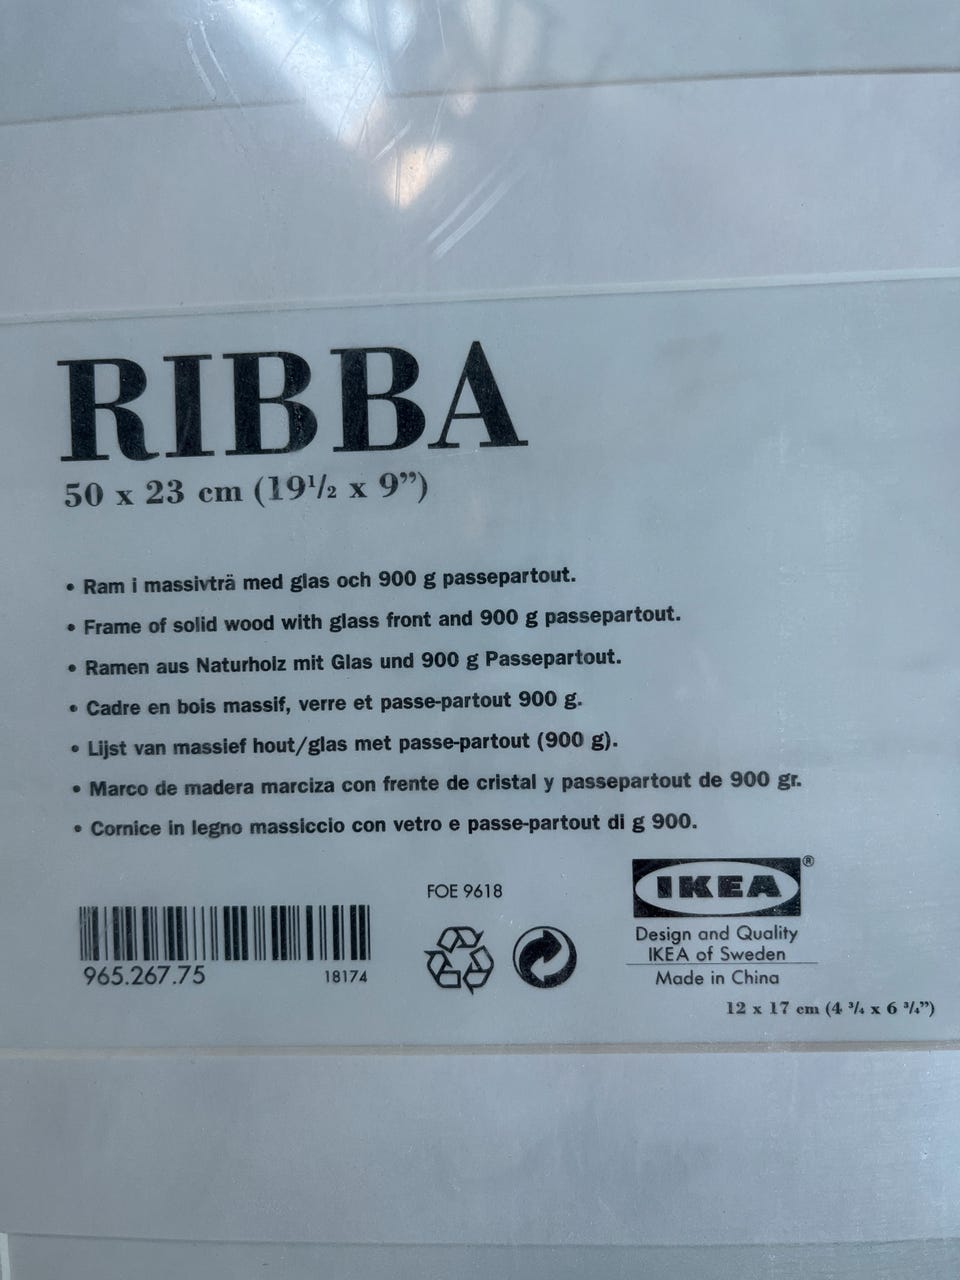 RIBBA
50 x 23 cm (19½ x 9”)
• Ram i massivträ med glas och 900 g passepartout.
• Frame of solid wood with glass front and 900 g passepartout.
• Ramen aus Naturholz mit Glas und 900 g Passepartout.
• Cadre en bois massif, verre et passe-partout 900 g.
• Lijst van massief hout/glas met passe-partout (900 g).
• Marco de madera marciza con frente de cristal y passepartout de 900 gr.
• Cornice in legno massiccio con vetro e passe-partout di g 900.
965.267.75
18174
FOE 9618
IKEA®
Design and Quality
IKEA of Sweden
Made in China
12 x 17 cm (4 ¾ x 6 ¾”)